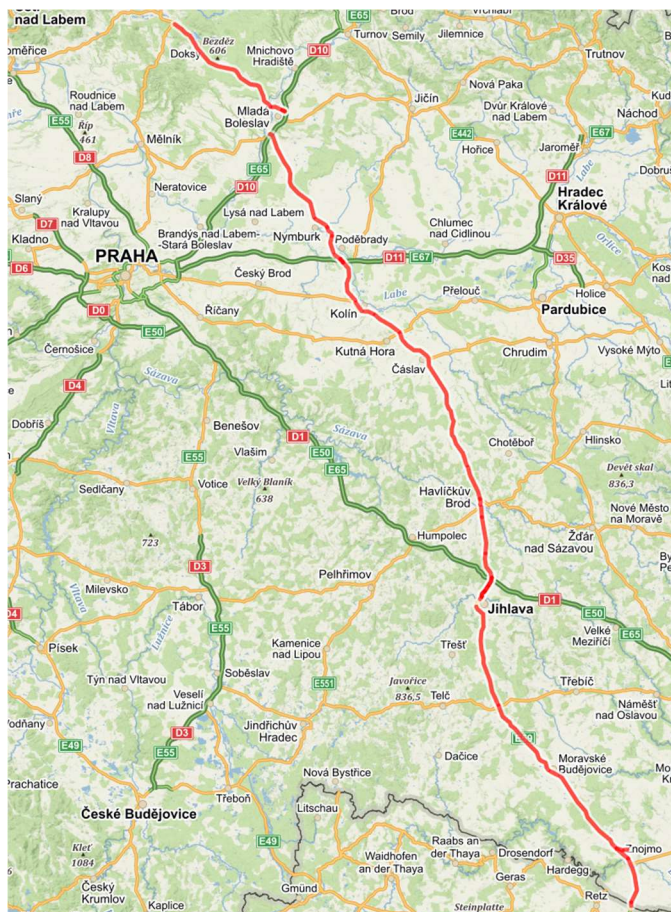 nad Labem
E65
Turnov
Semily
Jilemnice
Vrchlabí
Trutnov
Doksy
Bezděz
606
Mnichovo
Hradiště
D10
Roudnice
nad Labem
E55
Říp
461
D8
Mělník
Mladá
Boleslav
Jičín
Nová Paka
Dvůr Králové
nad Labem
Náchod
E442
Hořice
Jaroměř
E67
D11
Labe
Hradec
Králové
Slaný
D7
Kralupy
nad Vltavou
Kladno
Neratovice
D10
E65
Lysá nad Labem
Brandýs nad Labem-
-Stará Boleslav
Nymburk
Poděbrady
Chlumec
nad Cidlinou
D11
E67
D35
Orlice
Holice
D6
PRAHA
Český Brod
D0
E50
Říčany
Kolín
Labe
Přelouč
Pardubice
Kutná Hora
Čáslav
Chrudim
Vysoké Mýto
Černošice
D4
Sázava
Vltava
Dobříš
Benešov
D1
Sázava
E50
E65
Vlašim
Chotěboř
Hlinsko
E55
Sedlčany
Votice
Velký Blaník
638
Havlíčkův
Brod
Devět skal
836,3
Nové Město
na Moravě
723
Humpolec
Žďár
nad Sázavou
D3
Milevsko
Vltava
Tábor
Pelhřimov
Jihlava
D1
E50
E65
Velké
Meziříčí
Lužnice
E55
Písek
Kamenice
nad Lipou
Třešť
Týn nad Vltavou
Soběslav
E551
Javořice
836,5
Telč
Třebíč
Veselí
nad Lužnicí
Náměšť
nad Oslavou
D3
E55
Jindřichův
Hradec
E49
Dačice
Moravské
Budějovice
Nová Bystřice
Třeboň
České Budějovice
Litschau
Kleť
1084
E49
Waidhofen
an der Thaya
Raabs an
der Thaya
Drosendorf
Znojmo
Hardegg
Český
Krumlov
Kaplice
Gmünd
Geras
Retz
Steinplatte